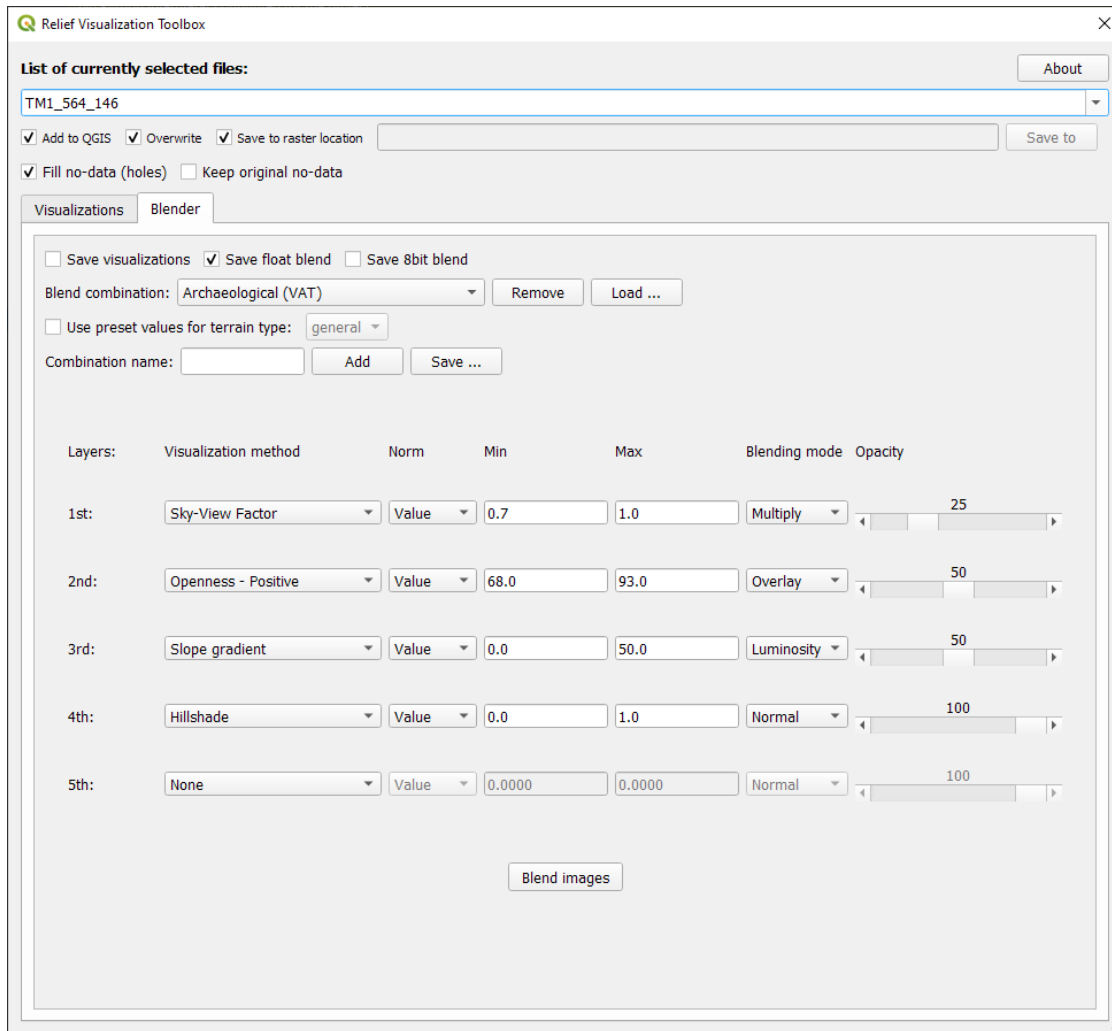 Relief Visualization Toolbox
List of currently selected files: About
TM1_564_146
Add to QGIS Overwrite Save to raster location Save to
Fill no-data (holes) Keep original no-data
Visualizations Blender
Save visualizations Save float blend Save 8bit blend
Blend combination: Archaeological (VAT) Remove Load ...
Use preset values for terrain type: general
Combination name: Add Save ...
Layers: Visualization method Norm Min Max Blending mode Opacity
1st: Sky-View Factor Value 0.7 1.0 Multiply 25
2nd: Openness - Positive Value 68.0 93.0 Overlay 50
3rd: Slope gradient Value 0.0 50.0 Luminosity 50
4th: Hillshade Value 0.0 1.0 Normal 100
5th: None Value 0.0000 0.0000 Normal 100
Blend images